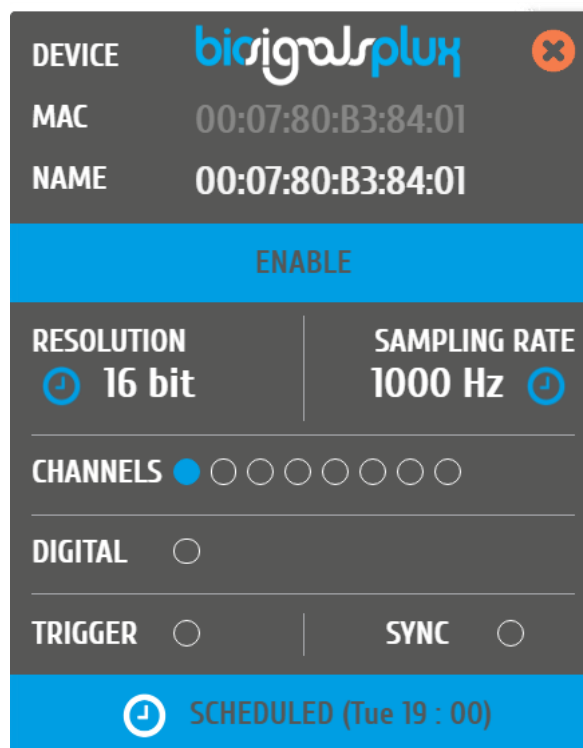 DEVICE biosignalsplux
MAC 00:07:80:B3:84:01
NAME 00:07:80:B3:84:01
ENABLE
RESOLUTION SAMPLING RATE
16 bit 1000 Hz
CHANNELS
DIGITAL
TRIGGER SYNC
SCHEDULED (Tue 19 : 00)